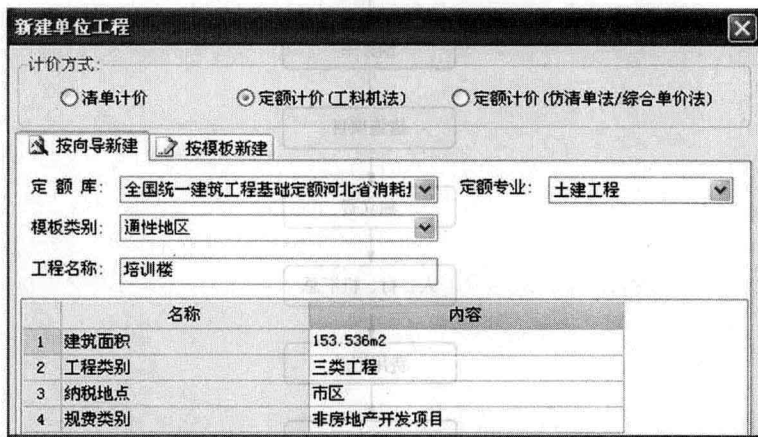 新建单位工程
计价方式:
清单计价 定额计价(工料机法) 定额计价(仿清单法/综合单价法)
按向导新建 按模板新建
定 额 库: 全国统一建筑工程基础定额河北省消耗 定额专业: 土建工程
模板类别: 通性地区
工程名称: 培训楼
名称 内容
1 建筑面积 153.536m2
2 工程类别 三类工程
3 纳税地点 市区
4 规费类别 非房地产开发项目